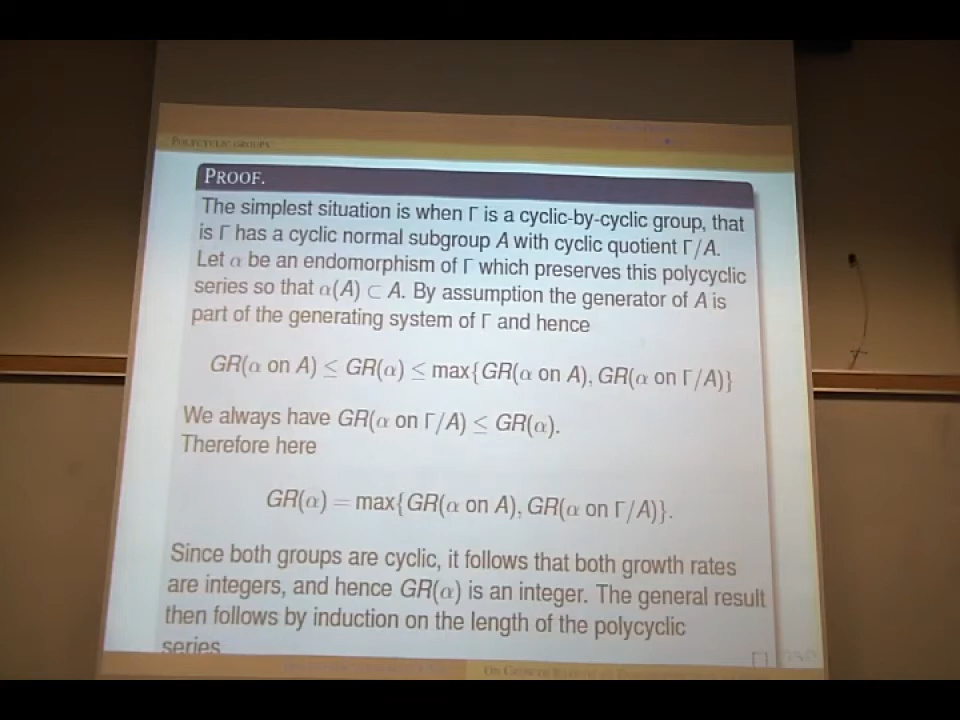 POLYCYCLIC GROUPS
PROOF.
The simplest situation is when Γ is a cyclic-by-cyclic group, that
is Γ has a cyclic normal subgroup A with cyclic quotient Γ/A.
Let α be an endomorphism of Γ which preserves this polycyclic
series so that α(A) ⊂ A. By assumption the generator of A is
part of the generating system of Γ and hence
GR(α on A) ≤ GR(α) ≤ max{GR(α on A), GR(α on Γ/A)}
We always have GR(α on Γ/A) ≤ GR(α).
Therefore here
GR(α) = max{GR(α on A), GR(α on Γ/A)}.
Since both groups are cyclic, it follows that both growth rates
are integers, and hence GR(α) is an integer. The general result
then follows by induction on the length of the polycyclic
series